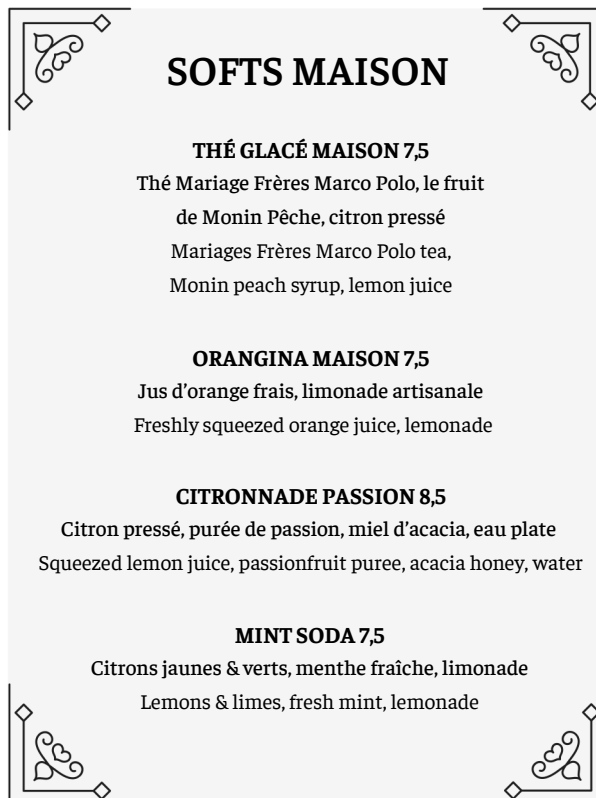 SOFTS MAISON
THÉ GLACÉ MAISON 7,5
Thé Mariage Frères Marco Polo, le fruit
de Monin Pêche, citron pressé
Mariages Frères Marco Polo tea,
Monin peach syrup, lemon juice
ORANGINA MAISON 7,5
Jus d’orange frais, limonade artisanale
Freshly squeezed orange juice, lemonade
CITRONNADE PASSION 8,5
Citron pressé, purée de passion, miel d’acacia, eau plate
Squeezed lemon juice, passionfruit puree, acacia honey, water
MINT SODA 7,5
Citrons jaunes & verts, menthe fraîche, limonade
Lemons & limes, fresh mint, lemonade